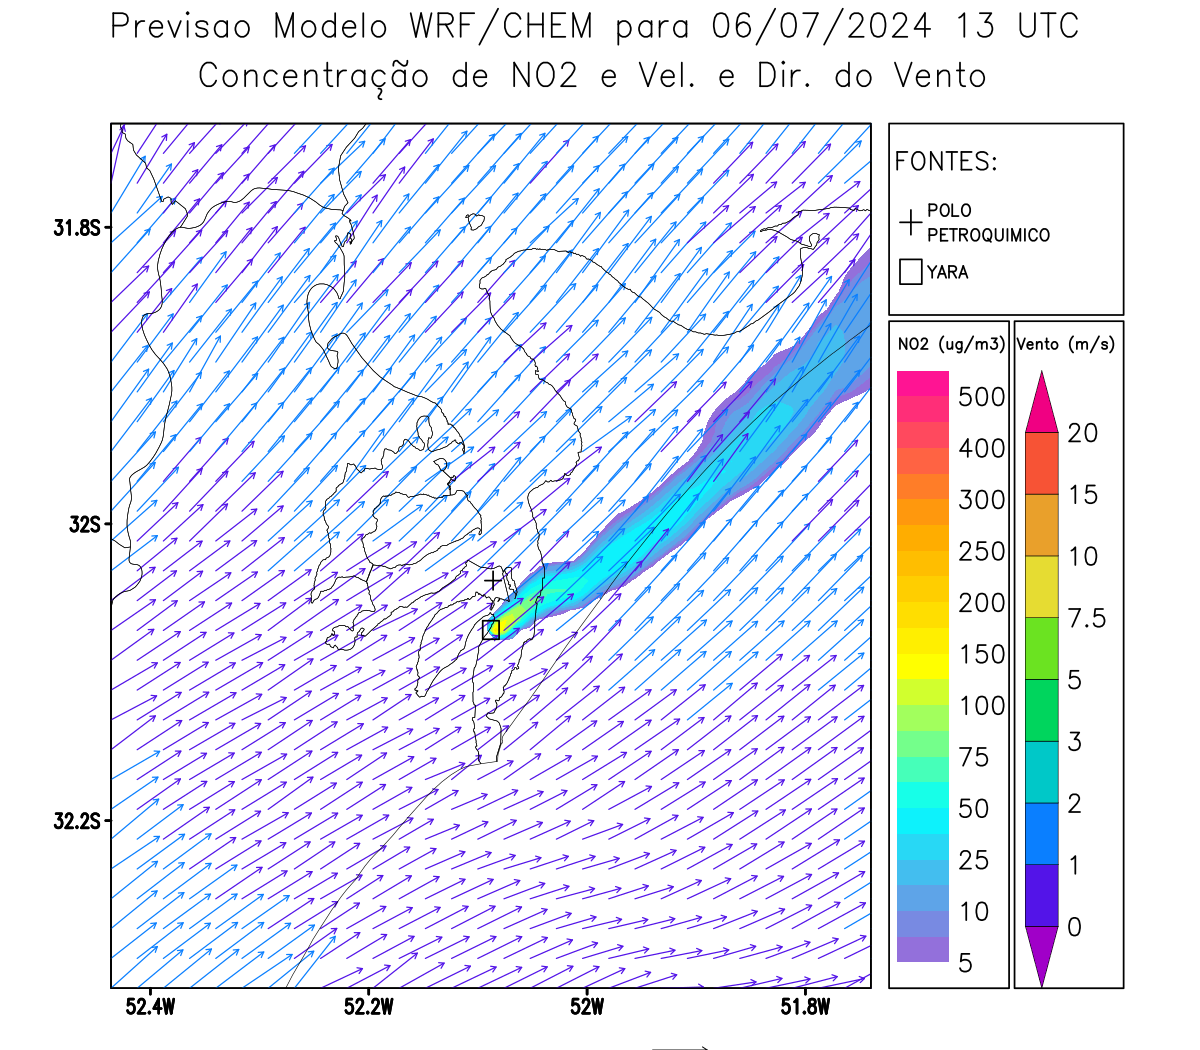 Previsao Modelo WRF/CHEM para 06/07/2024 13 UTC
Concentração de NO2 e Vel. e Dir. do Vento
FONTES:
POLO
PETROQUIMICO
YARA
31.8S
32S
32.2S
52.4W
52.2W
52W
51.8W
NO2 (ug/m3)
500
400
300
250
200
150
100
75
50
25
10
5
Vento (m/s)
20
15
10
7.5
5
3
2
1
0